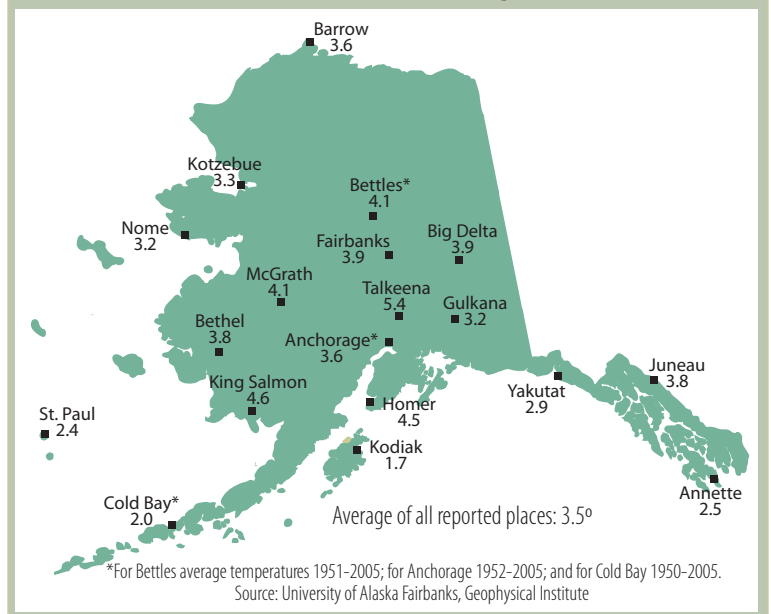 Barrow
3.6
Kotzebue
3.3
Bettles*
4.1
Nome
3.2
Fairbanks
3.9
Big Delta
3.9
McGrath
4.1
Talkeena
5.4
Gulkana
3.2
Bethel
3.8
Anchorage*
3.6
Juneau
3.8
King Salmon
4.6
Yakutat
2.9
Homer
4.5
St. Paul
2.4
Kodiak
1.7
Annette
2.5
Cold Bay*
2.0
Average of all reported places: 3.5º
*For Bettles average temperatures 1951-2005; for Anchorage 1952-2005; and for Cold Bay 1950-2005.
Source: University of Alaska Fairbanks, Geophysical Institute